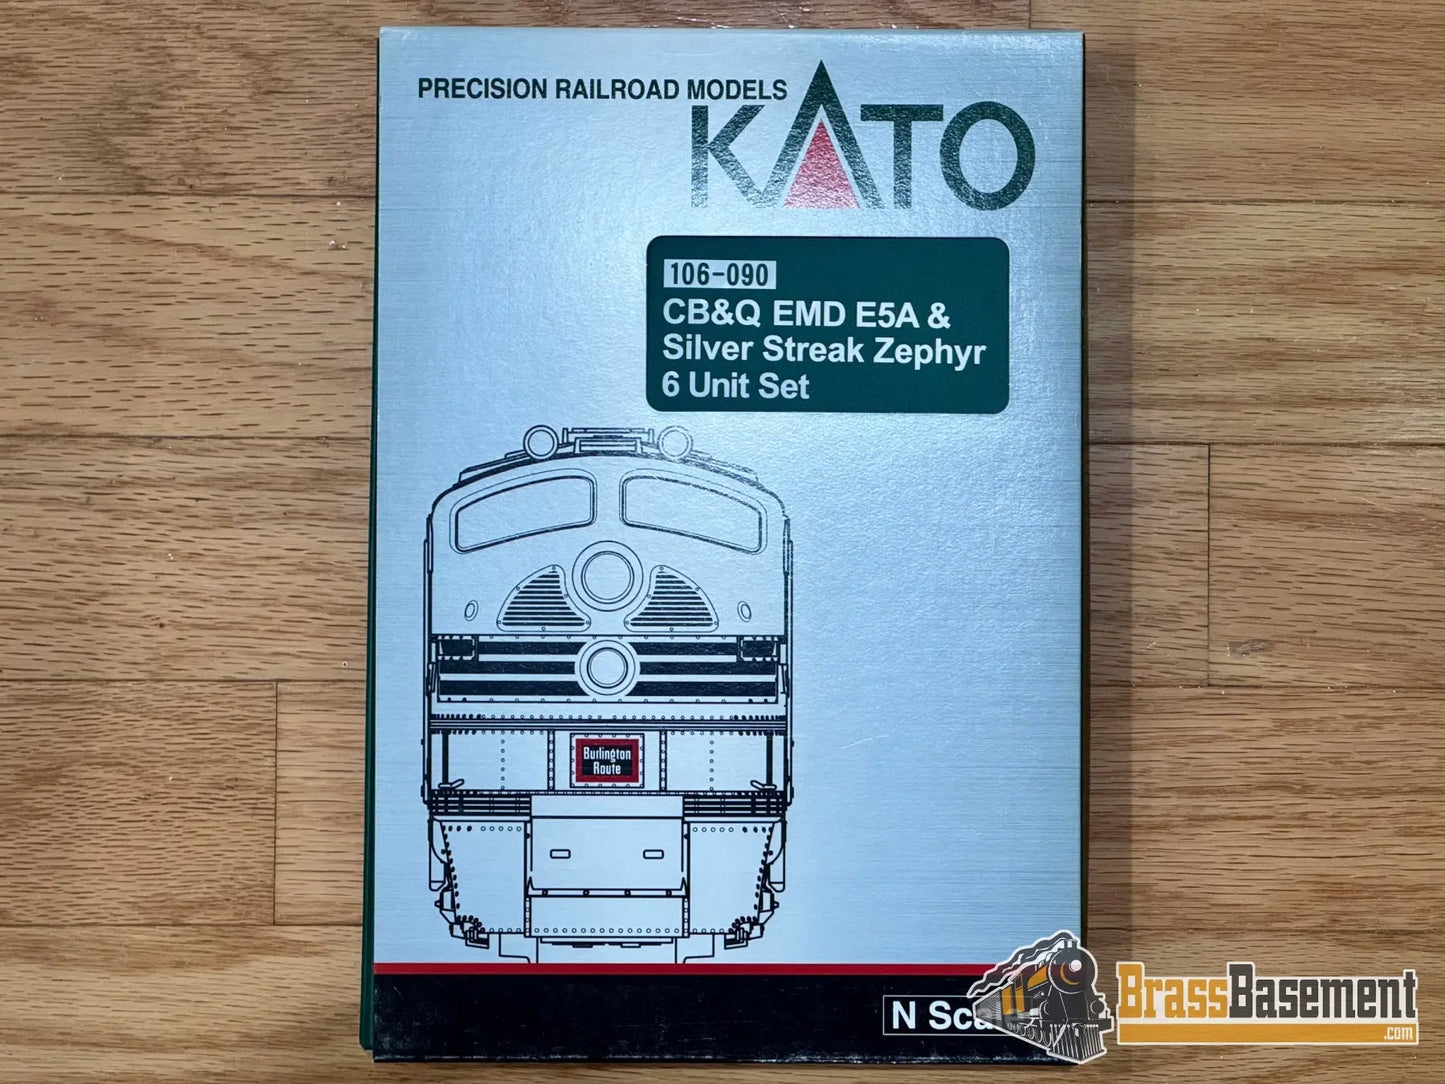 PRECISION RAILROAD MODELS
KATO
106-090
CB&Q EMD E5A &
Silver Streak Zephyr
6 Unit Set
Burlington
Route
N
BrassBasement
.com